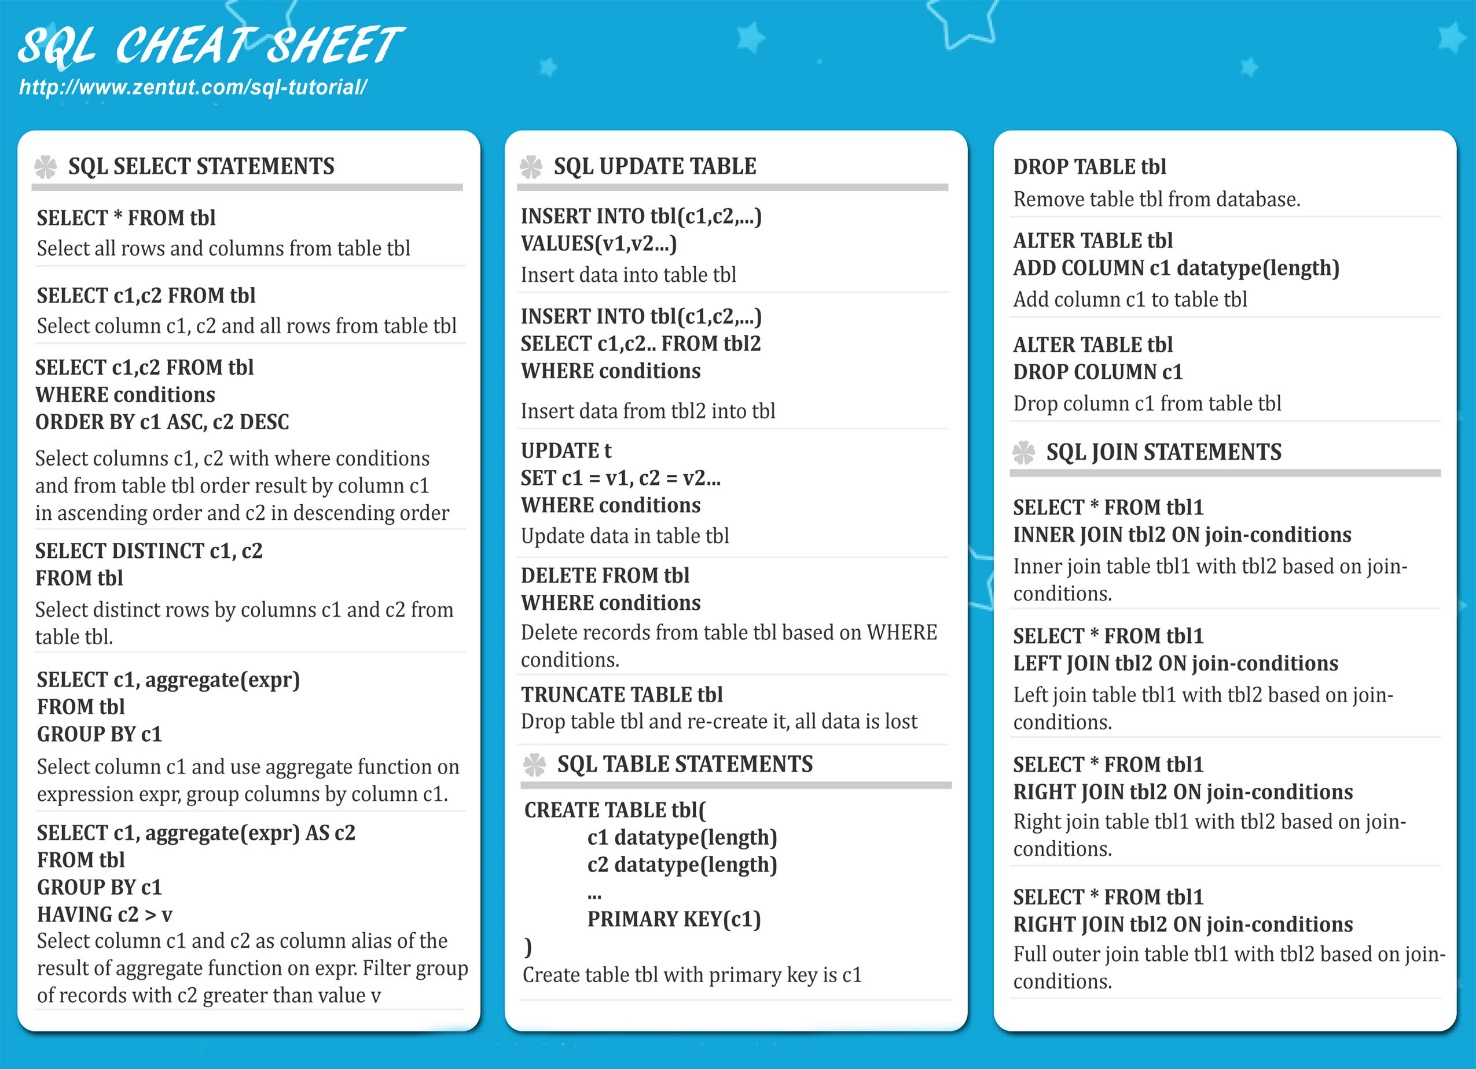 SQL CHEAT SHEET
http://www.zentut.com/sql-tutorial/
SQL SELECT STATEMENTS
SELECT * FROM tbl
Select all rows and columns from table tbl
SELECT c1,c2 FROM tbl
Select column c1, c2 and all rows from table tbl
SELECT c1,c2 FROM tbl
WHERE conditions
ORDER BY c1 ASC, c2 DESC
Select columns c1, c2 with where conditions
and from table tbl order result by column c1
in ascending order and c2 in descending order
SELECT DISTINCT c1, c2
FROM tbl
Select distinct rows by columns c1 and c2 from
table tbl.
SELECT c1, aggregate(expr)
FROM tbl
GROUP BY c1
Select column c1 and use aggregate function on
expression expr, group columns by column c1.
SELECT c1, aggregate(expr) AS c2
FROM tbl
GROUP BY c1
HAVING c2 > v
Select column c1 and c2 as column alias of the
result of aggregate function on expr. Filter group
of records with c2 greater than value v
SQL UPDATE TABLE
INSERT INTO tbl(c1,c2,...)
VALUES(v1,v2...)
Insert data into table tbl
INSERT INTO tbl(c1,c2,...)
SELECT c1,c2.. FROM tbl2
WHERE conditions
Insert data from tbl2 into tbl
UPDATE t
SET c1 = v1, c2 = v2...
WHERE conditions
Update data in table tbl
DELETE FROM tbl
WHERE conditions
Delete records from table tbl based on WHERE
conditions.
TRUNCATE TABLE tbl
Drop table tbl and re-create it, all data is lost
SQL TABLE STATEMENTS
CREATE TABLE tbl(
c1 datatype(length)
c2 datatype(length)
...
PRIMARY KEY(c1)
)
Create table tbl with primary key is c1
DROP TABLE tbl
Remove table tbl from database.
ALTER TABLE tbl
ADD COLUMN c1 datatype(length)
Add column c1 to table tbl
ALTER TABLE tbl
DROP COLUMN c1
Drop column c1 from table tbl
SQL JOIN STATEMENTS
SELECT * FROM tbl1
INNER JOIN tbl2 ON join-conditions
Inner join table tbl1 with tbl2 based on join-
conditions.
SELECT * FROM tbl1
LEFT JOIN tbl2 ON join-conditions
Left join table tbl1 with tbl2 based on join-
conditions.
SELECT * FROM tbl1
RIGHT JOIN tbl2 ON join-conditions
Right join table tbl1 with tbl2 based on join-
conditions.
SELECT * FROM tbl1
RIGHT JOIN tbl2 ON join-conditions
Full outer join table tbl1 with tbl2 based on join-
conditions.